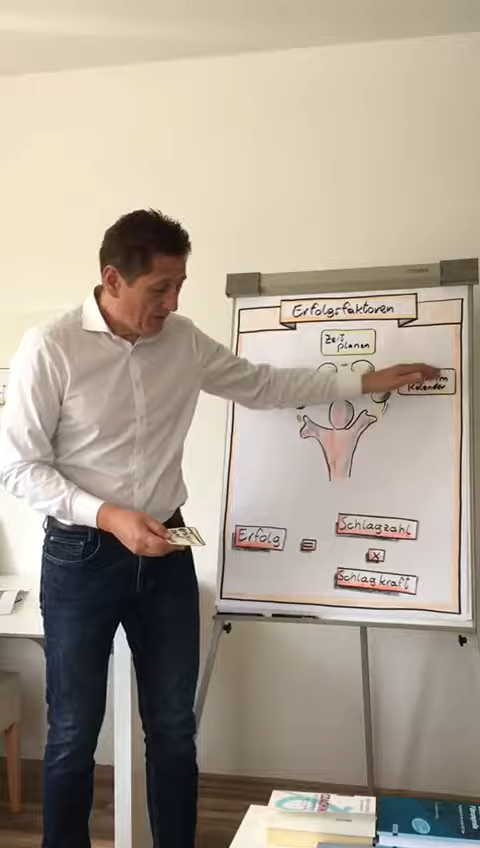 Erfolgsfaktoren
Zeit
planen
Kalender
Erfolg
=
Schlagzahl
x
Schlagkraft